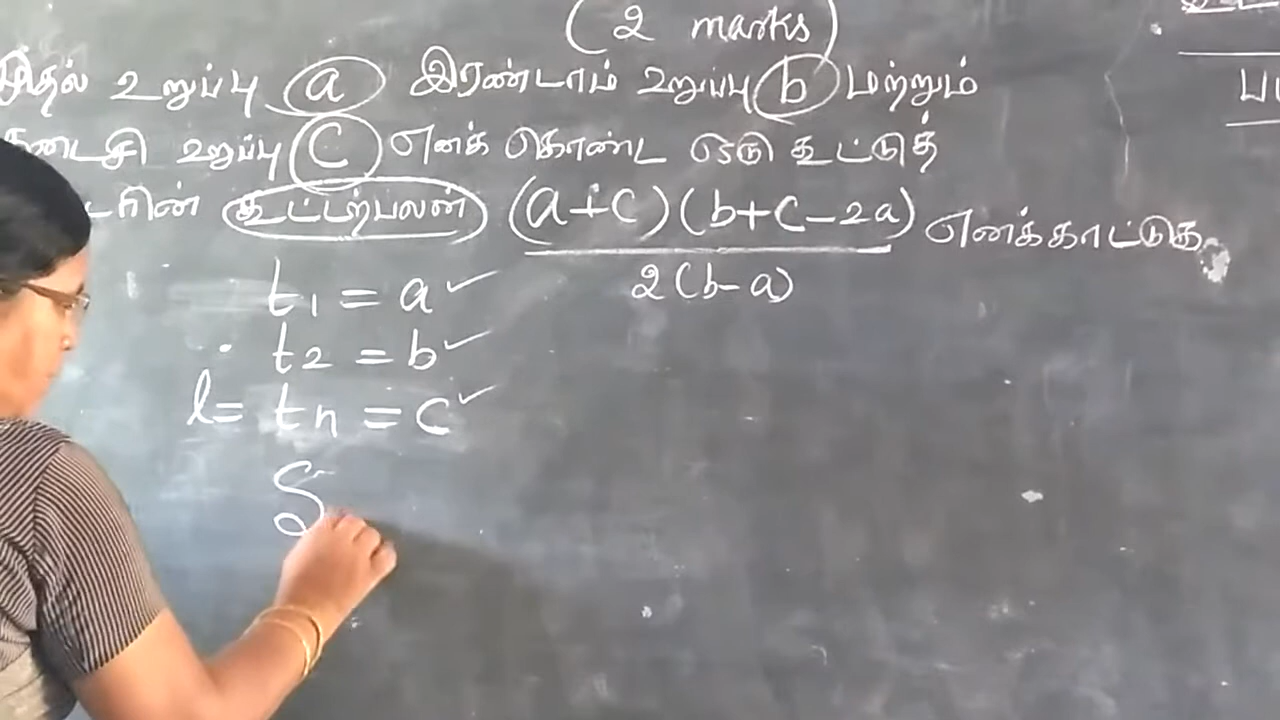 (2 marks)
முதல் உறுப்பு a இரண்டாம் உறுப்பு b மற்றும்
கடைசி உறுப்பு C எனக் கொண்ட ஒரு கூட்டுத்
கூட்டற்பலன் (a+c)(b+c-2a) எனக்காட்டுக
2(b-a)
t1 = a ✓
t2 = b ✓
l = tn = c ✓
S